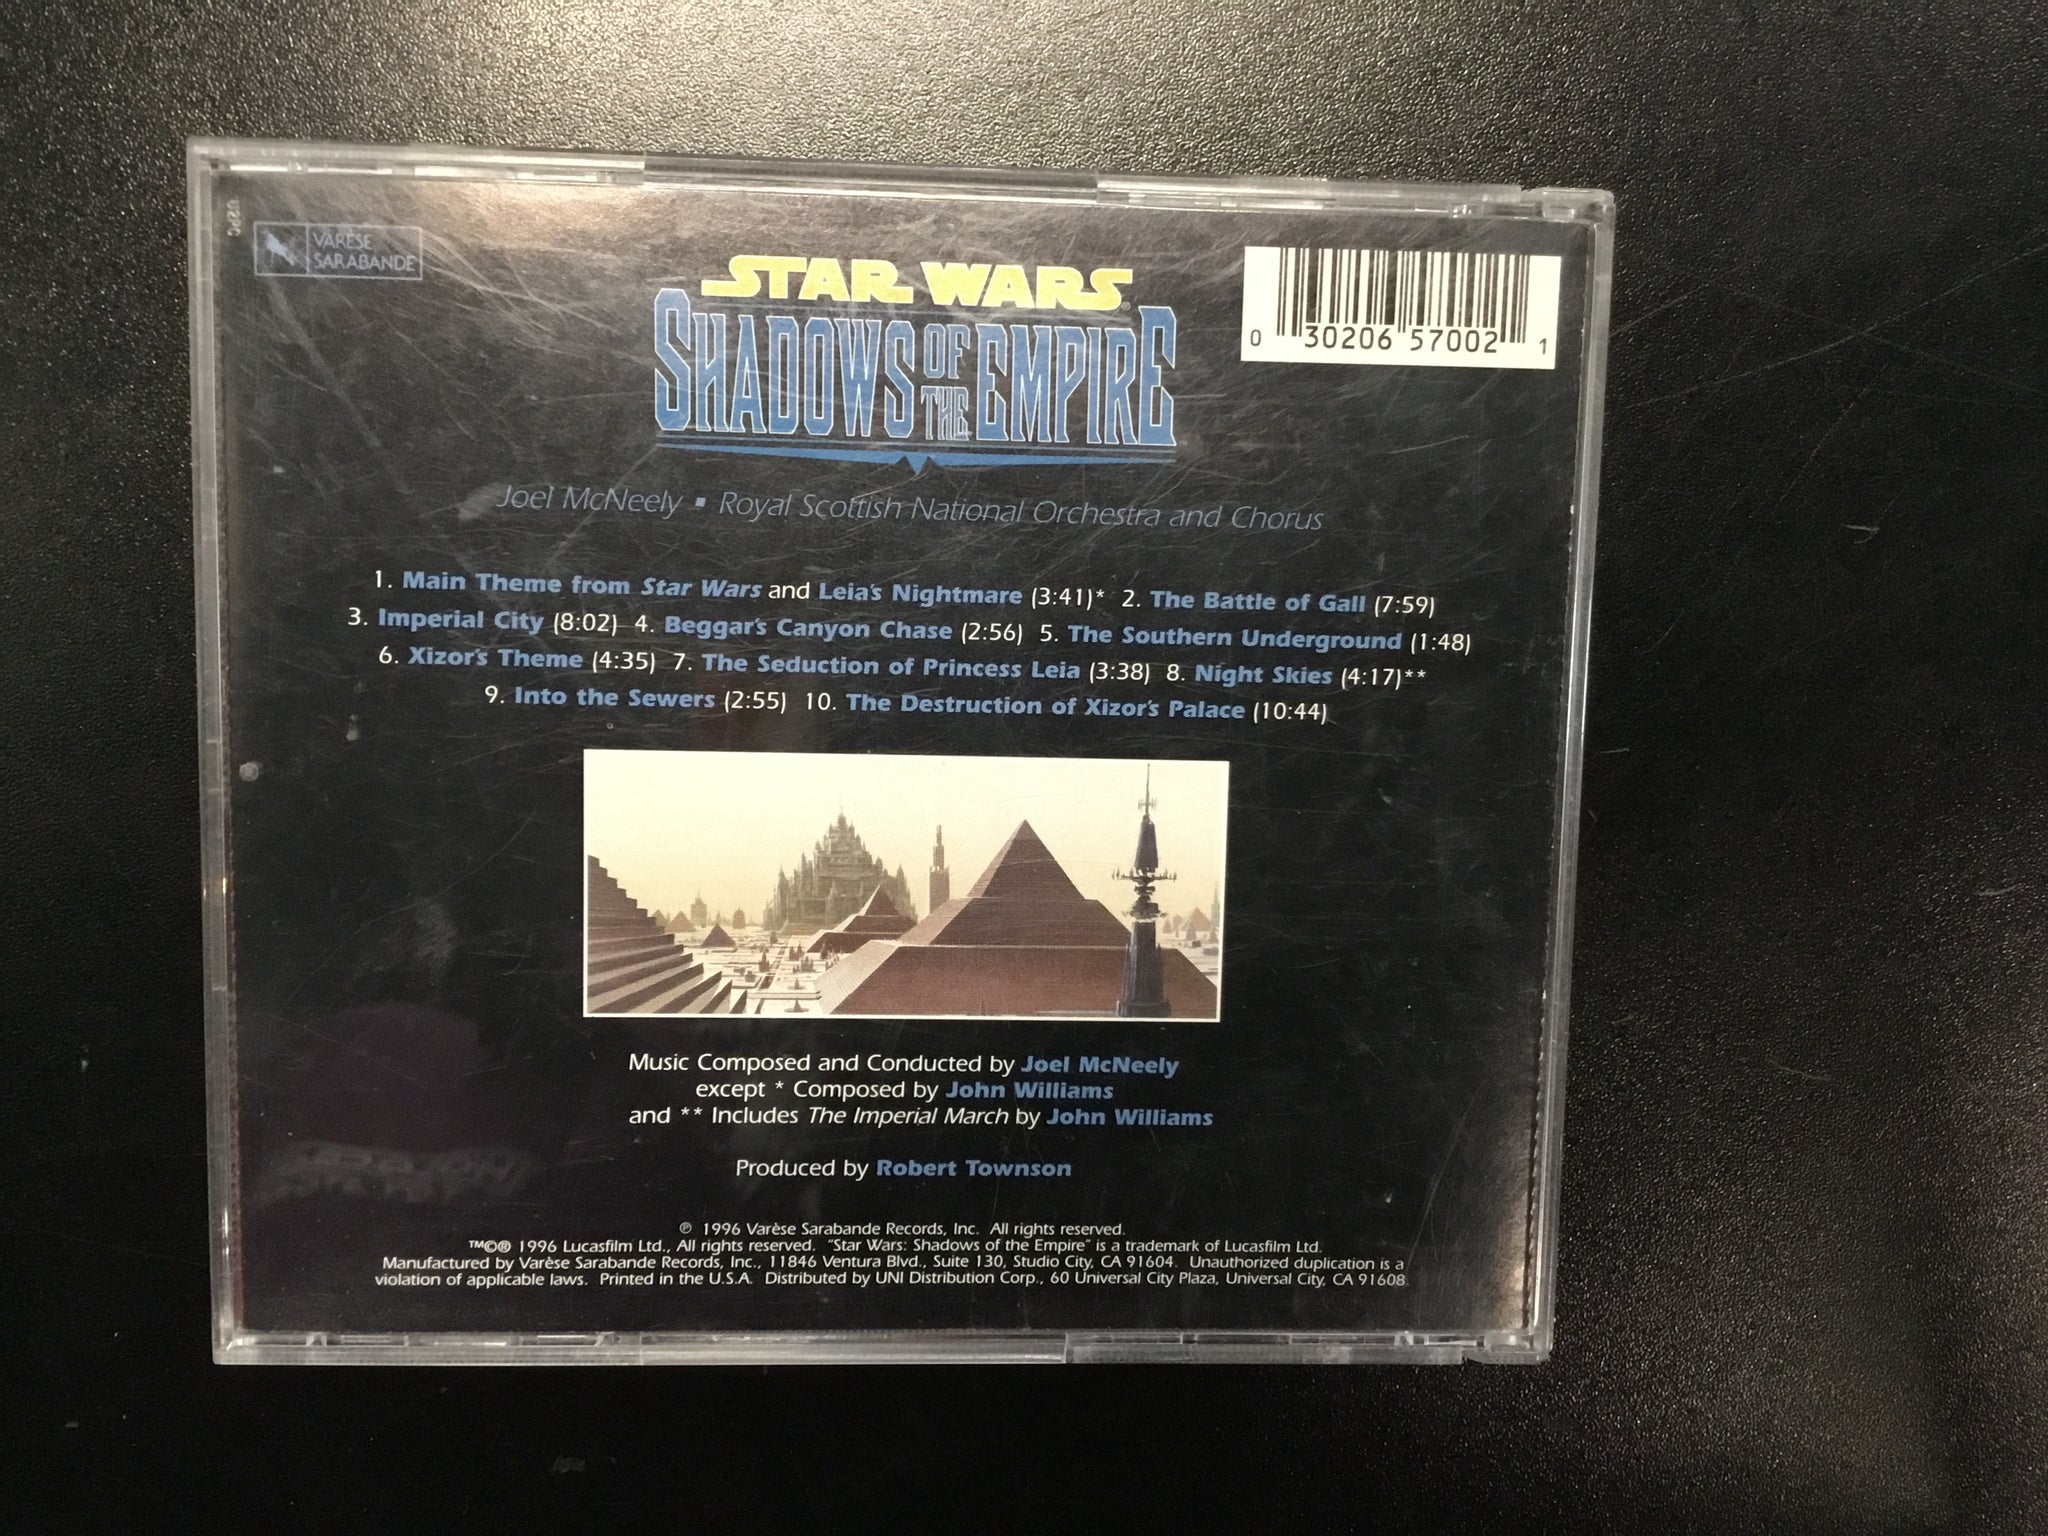 VARÈSE
SARABANDE
STAR WARS®
SHADOWS OF THE EMPIRE
0 30206 57002 1
Joel McNeely ▪ Royal Scottish National Orchestra and Chorus
1. Main Theme from Star Wars and Leia's Nightmare (3:41)* 2. The Battle of Gall (7:59)
3. Imperial City (8:02) 4. Beggar's Canyon Chase (2:56) 5. The Southern Underground (1:48)
6. Xizor's Theme (4:35) 7. The Seduction of Princess Leia (3:38) 8. Night Skies (4:17)**
9. Into the Sewers (2:55) 10. The Destruction of Xizor's Palace (10:44)
Music Composed and Conducted by Joel McNeely
except * Composed by John Williams
and ** Includes The Imperial March by John Williams
Produced by Robert Townson
℗ 1996 Varèse Sarabande Records, Inc. All rights reserved.
™©® 1996 Lucasfilm Ltd., All rights reserved. "Star Wars: Shadows of the Empire" is a trademark of Lucasfilm Ltd.
Manufactured by Varèse Sarabande Records, Inc., 11846 Ventura Blvd., Suite 130, Studio City, CA 91604. Unauthorized duplication is a
violation of applicable laws. Printed in the U.S.A. Distributed by UNI Distribution Corp., 60 Universal City Plaza, Universal City, CA 91608